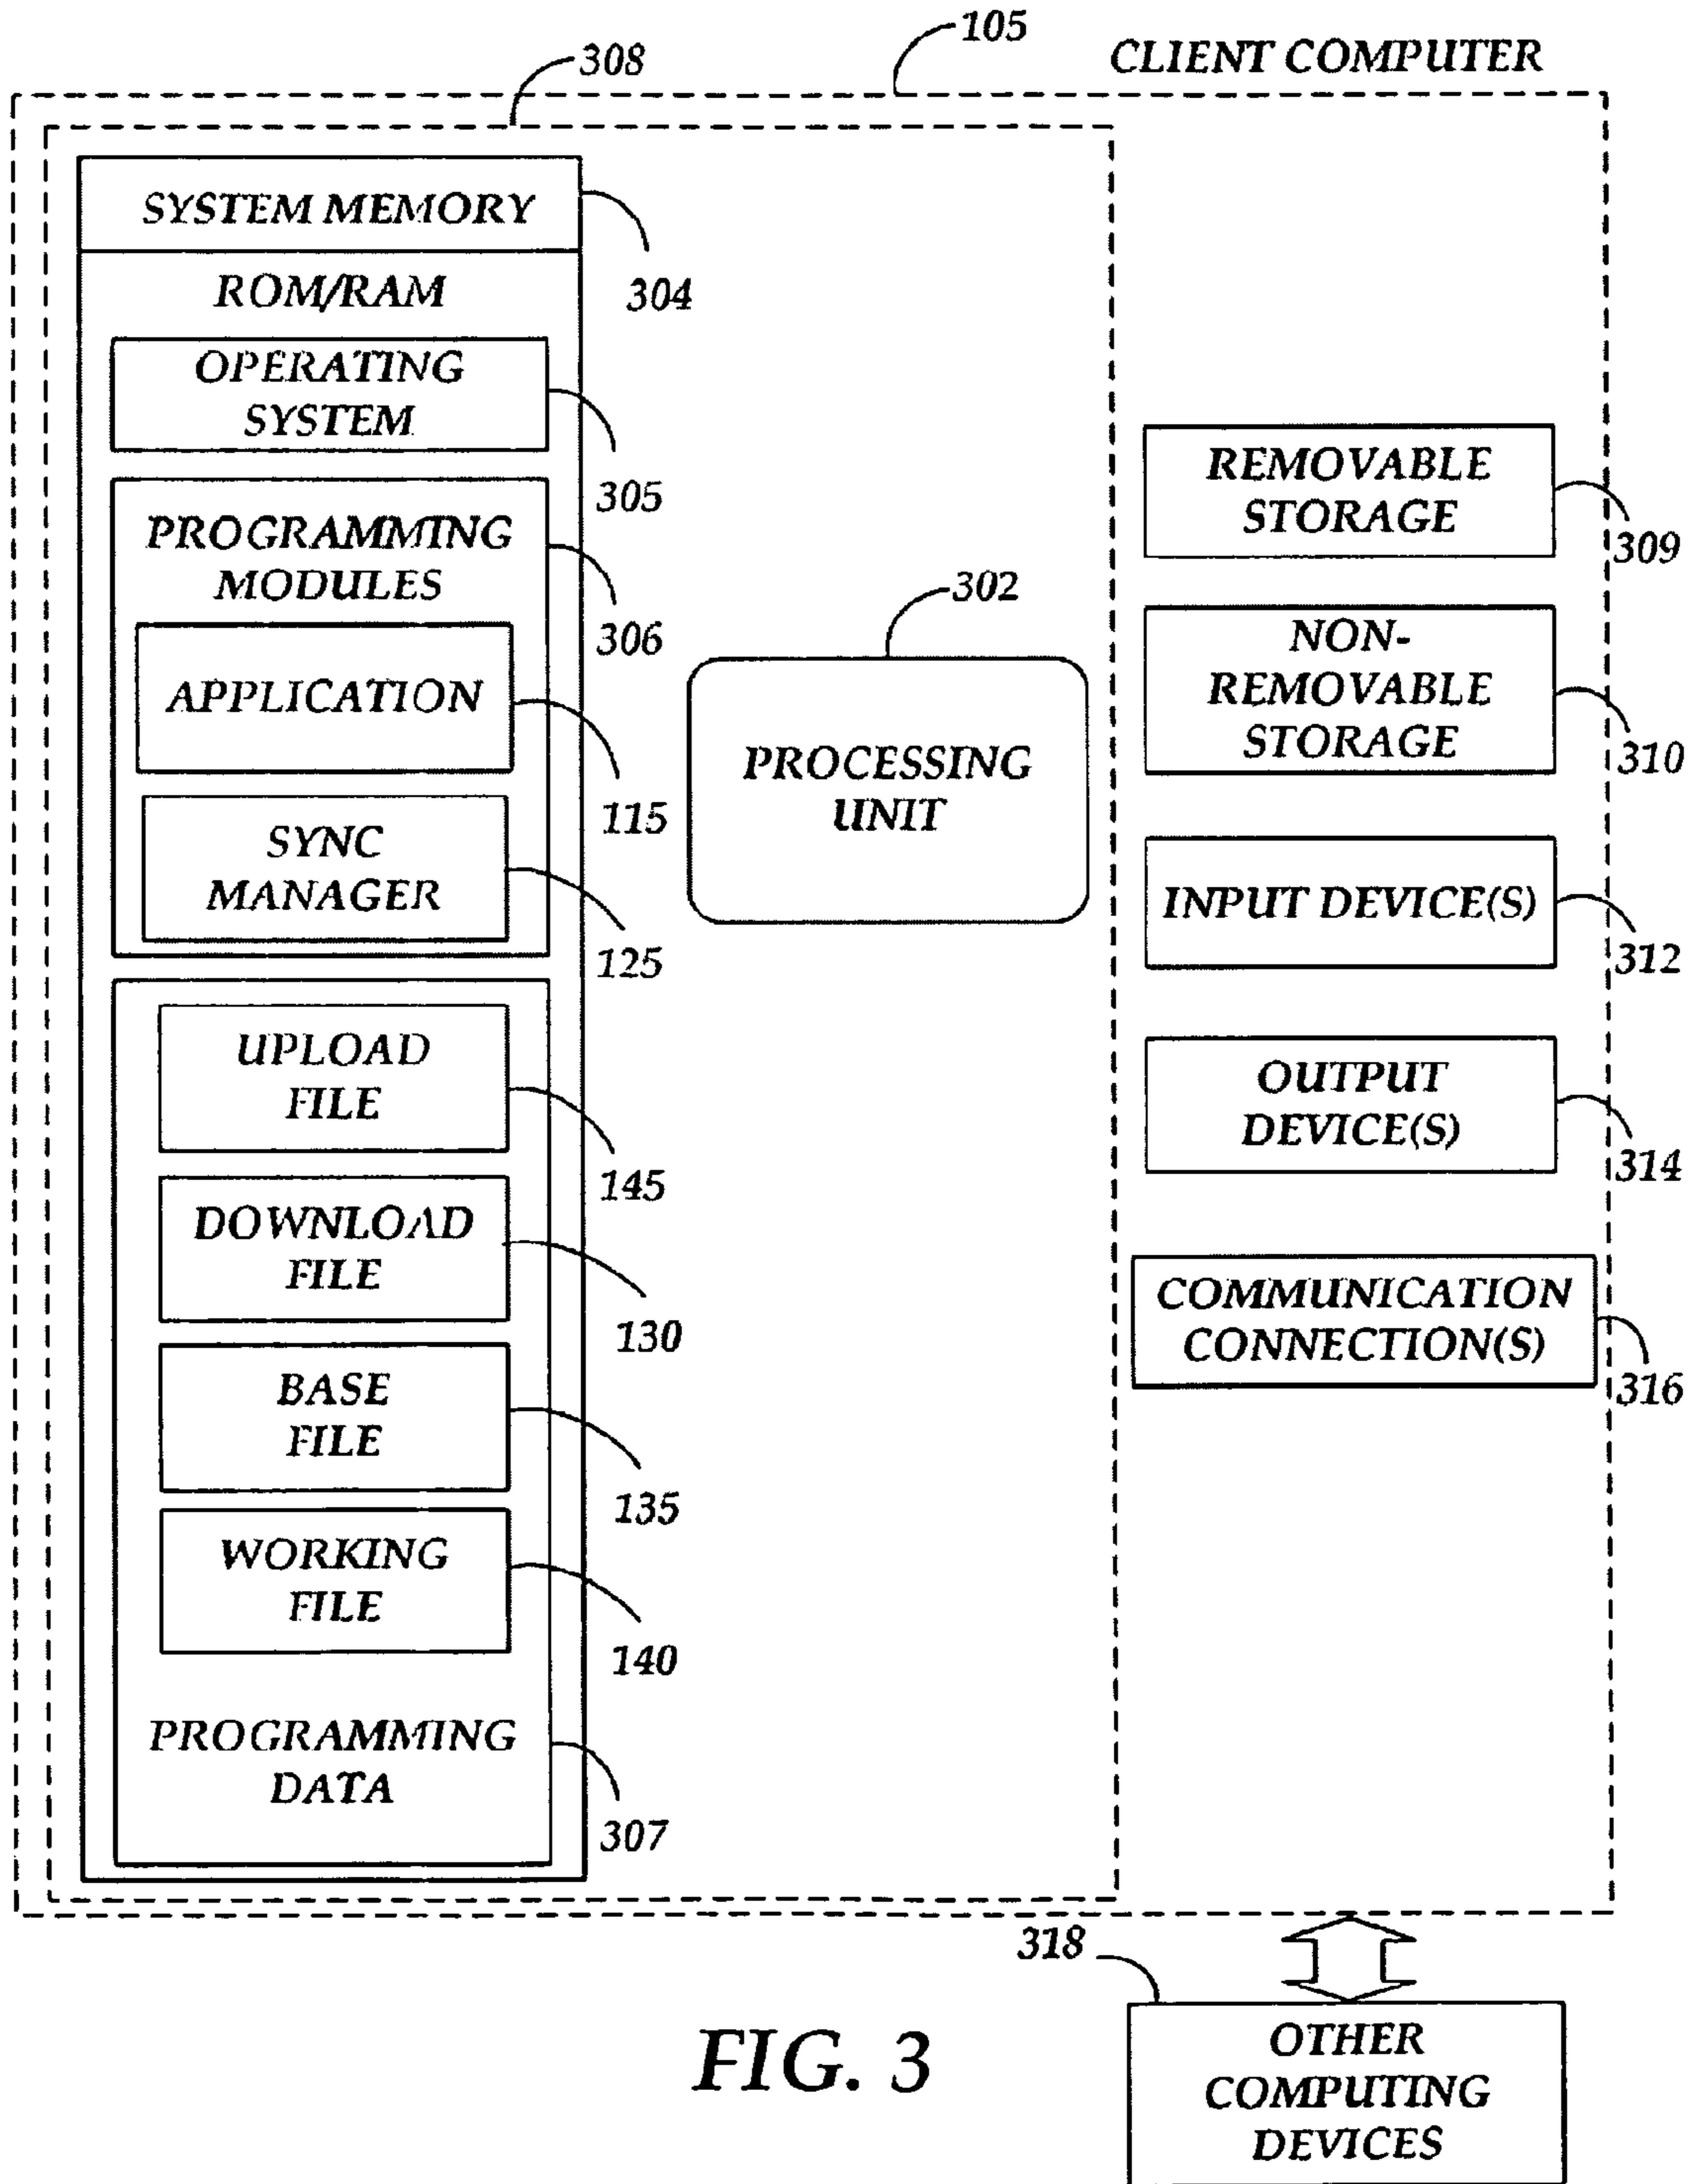 105
CLIENT COMPUTER
308
SYSTEM MEMORY
304
ROM/RAM
OPERATING
SYSTEM
305
PROGRAMMING
MODULES
306
APPLICATION
115
SYNC
MANAGER
125
UPLOAD
FILE
145
DOWNLOAD
FILE
130
BASE
FILE
135
WORKING
FILE
140
PROGRAMMING
DATA
307
302
PROCESSING
UNIT
REMOVABLE
STORAGE
309
NON-
REMOVABLE
STORAGE
310
INPUT DEVICE(S)
312
OUTPUT
DEVICE(S)
314
COMMUNICATION
CONNECTION(S)
316
318
OTHER
COMPUTING
DEVICES
FIG. 3